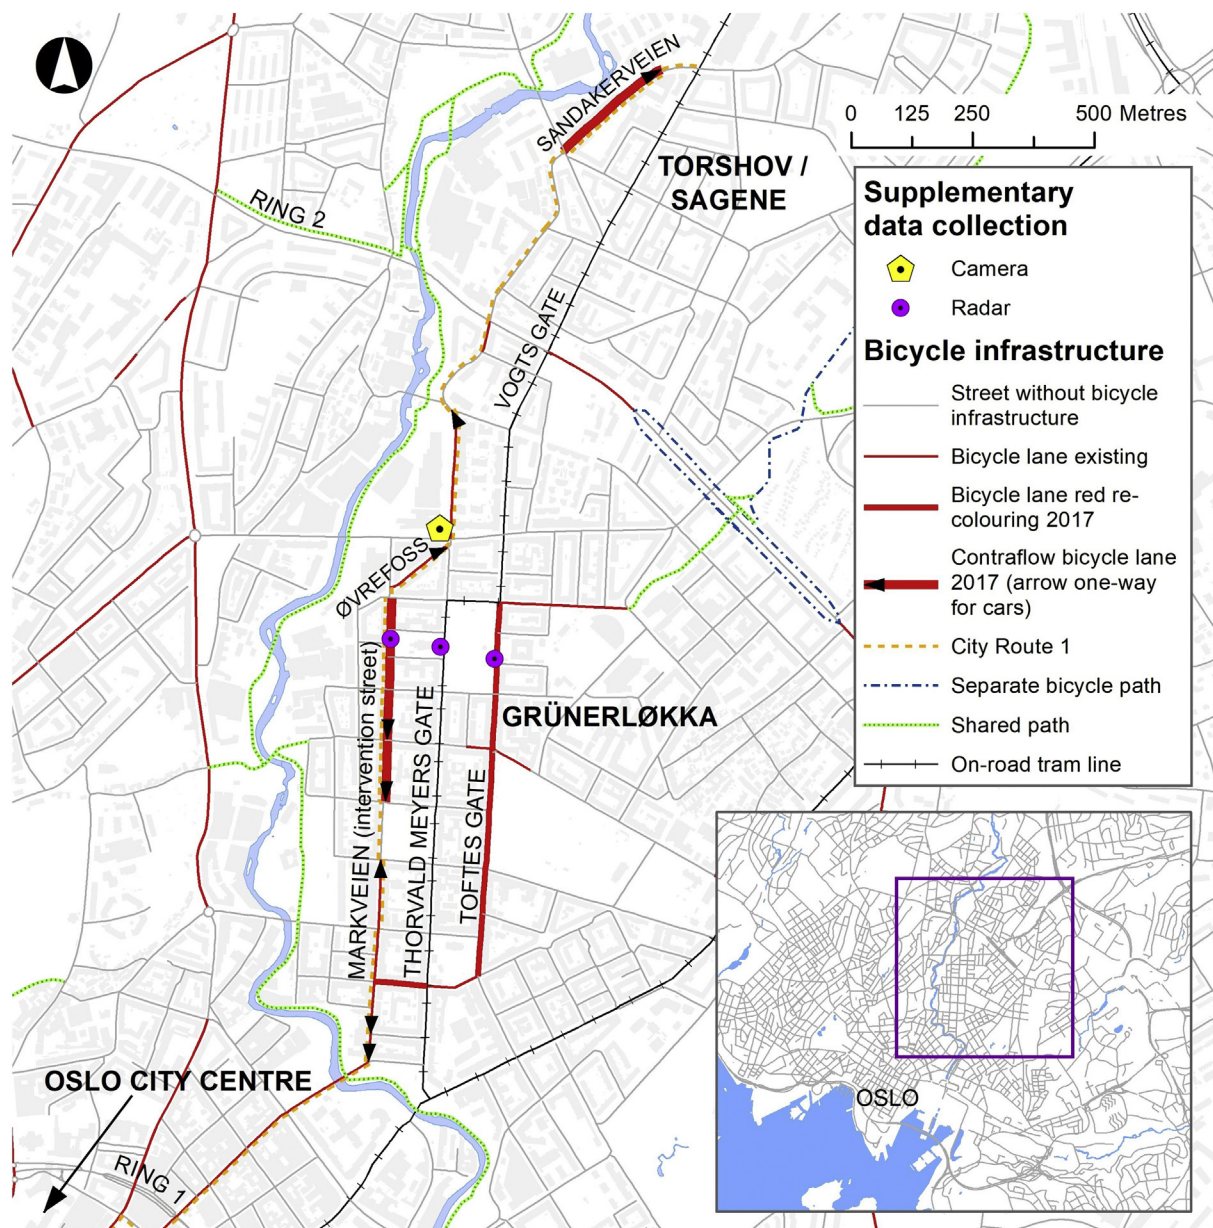 SANDAKERVEIEN
TORSHOV /
SAGENE
RING 2
VOGTS GATE
ØVREFOSS
MARKVEIEN (intervention street)
THORVALD MEYERS GATE
TOFTES GATE
GRÜNERLØKKA
OSLO CITY CENTRE
RING 1
0 125 250 500 Metres
Supplementary
data collection
Camera
Radar
Bicycle infrastructure
Street without bicycle
infrastructure
Bicycle lane existing
Bicycle lane red re-
colouring 2017
Contraflow bicycle lane
2017 (arrow one-way
for cars)
City Route 1
Separate bicycle path
Shared path
On-road tram line
OSLO